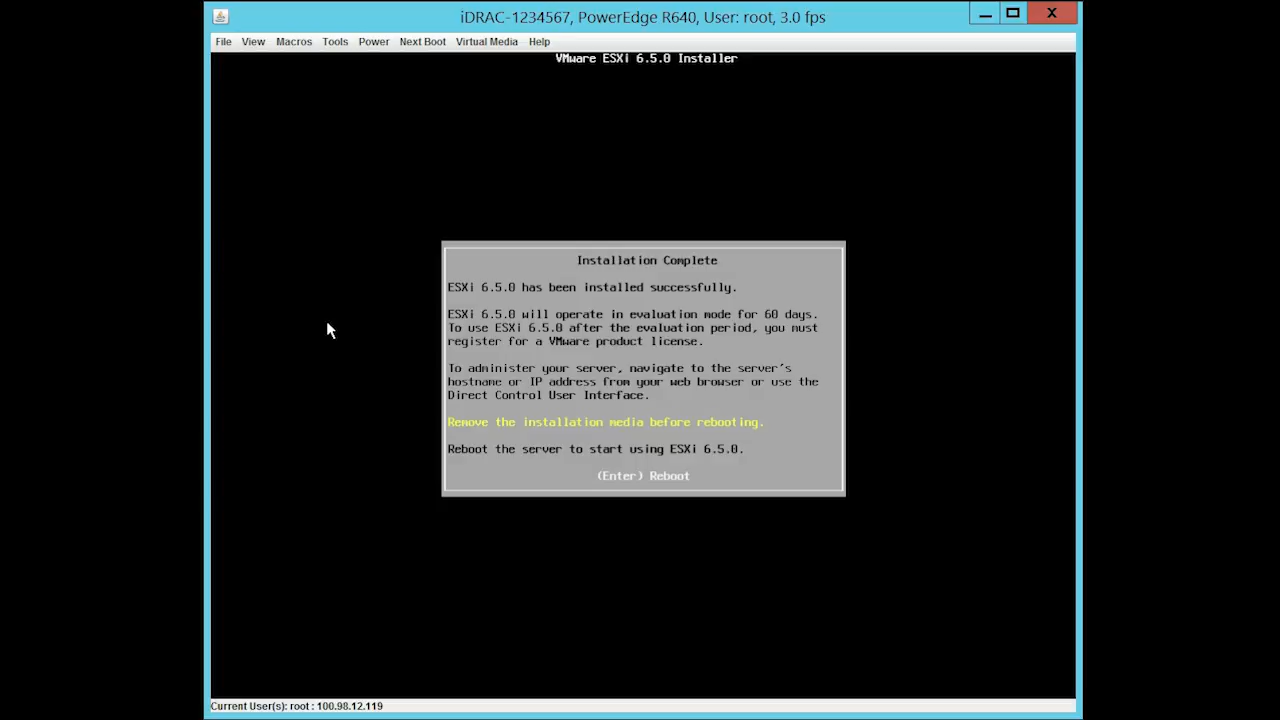 iDRAC-1234567, PowerEdge R640, User: root, 3.0 fps
File View Macros Tools Power Next Boot Virtual Media Help
VMware ESXi 6.5.0 Installer
Installation Complete
ESXi 6.5.0 has been installed successfully.
ESXi 6.5.0 will operate in evaluation mode for 60 days.
To use ESXi 6.5.0 after the evaluation period, you must
register for a VMware product license.
To administer your server, navigate to the server's
hostname or IP address from your web browser or use the
Direct Control User Interface.
Remove the installation media before rebooting.
Reboot the server to start using ESXi 6.5.0.
(Enter) Reboot
Current User(s): root : 100.98.12.119